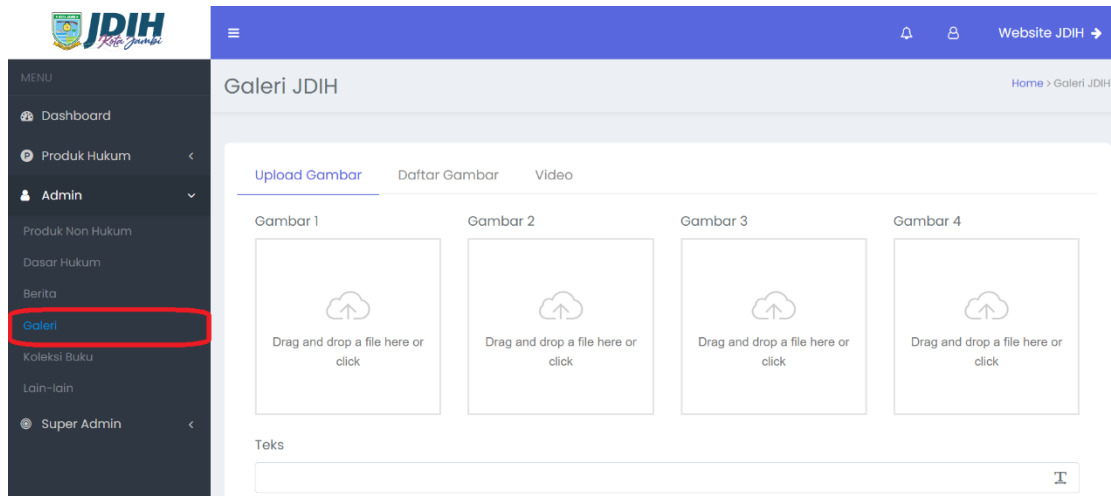 JDIH
Kota Jambi
Website JDIH
MENU
Galeri JDIH
Home > Galeri JDIH
Dashboard
Produk Hukum
Admin
Produk Non Hukum
Dasar Hukum
Berita
Galeri
Koleksi Buku
Lain-lain
Super Admin
Upload Gambar Daftar Gambar Video
Gambar 1 Gambar 2 Gambar 3 Gambar 4
Drag and drop a file here or
click
Drag and drop a file here or
click
Drag and drop a file here or
click
Drag and drop a file here or
click
Teks